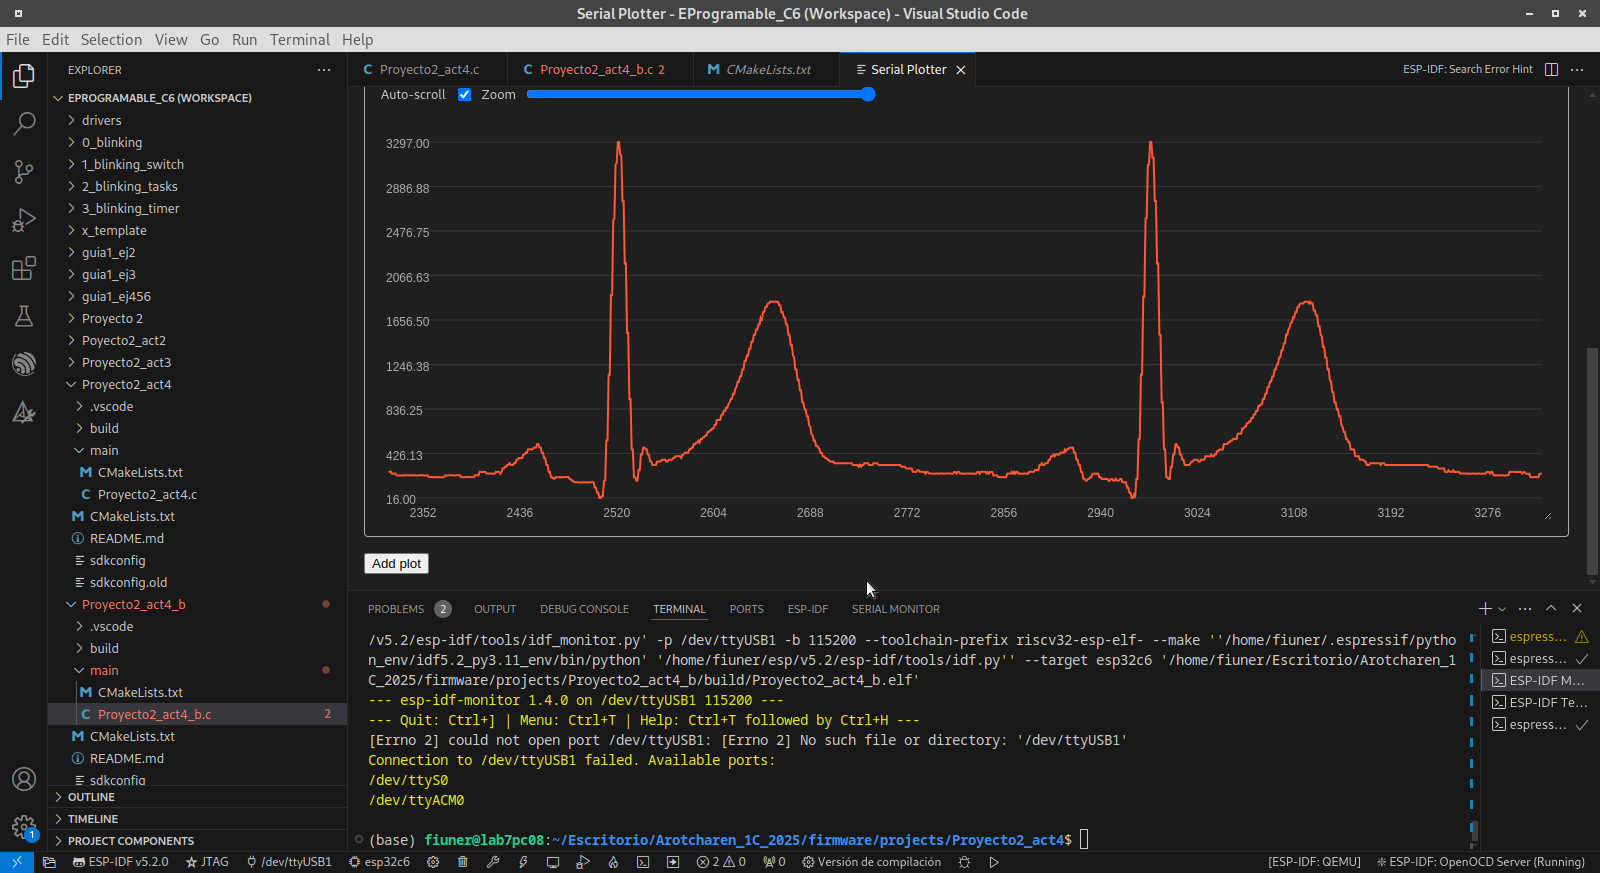 Serial Plotter - EProgramable_C6 (Workspace) - Visual Studio Code
File Edit Selection View Go Run Terminal Help
EXPLORER
EPROGRAMABLE_C6 (WORKSPACE)
drivers
0_blinking
1_blinking_switch
2_blinking_tasks
3_blinking_timer
x_template
guia1_ej2
guia1_ej3
guia1_ej456
Proyecto 2
Poyecto2_act2
Proyecto2_act3
Proyecto2_act4
.vscode
build
main
M CMakeLists.txt
C Proyecto2_act4.c
M CMakeLists.txt
README.md
sdkconfig
sdkconfig.old
Proyecto2_act4_b
.vscode
build
main
M CMakeLists.txt
C Proyecto2_act4_b.c 2
M CMakeLists.txt
README.md
sdkconfig
OUTLINE
TIMELINE
PROJECT COMPONENTS
1
C Proyecto2_act4.c
C Proyecto2_act4_b.c 2
M CMakeLists.txt
Serial Plotter
ESP-IDF: Search Error Hint
Auto-scroll Zoom
3297.00
2886.88
2476.75
2066.63
1656.50
1246.38
836.25
426.13
16.00
2352 2436 2520 2604 2688 2772 2856 2940 3024 3108 3192 3276
Add plot
PROBLEMS 2 OUTPUT DEBUG CONSOLE TERMINAL PORTS ESP-IDF SERIAL MONITOR
/v5.2/esp-idf/tools/idf_monitor.py' -p /dev/ttyUSB1 -b 115200 --toolchain-prefix riscv32-esp-elf- --make ''/home/fiuner/.espressif/pytho
n_env/idf5.2_py3.11_env/bin/python' '/home/fiuner/esp/v5.2/esp-idf/tools/idf.py'' --target esp32c6 '/home/fiuner/Escritorio/Arotcharen_1
C_2025/firmware/projects/Proyecto2_act4_b/build/Proyecto2_act4_b.elf'
--- esp-idf-monitor 1.4.0 on /dev/ttyUSB1 115200 ---
--- Quit: Ctrl+] | Menu: Ctrl+T | Help: Ctrl+T followed by Ctrl+H ---
[Errno 2] could not open port /dev/ttyUSB1: [Errno 2] No such file or directory: '/dev/ttyUSB1'
Connection to /dev/ttyUSB1 failed. Available ports:
/dev/ttyS0
/dev/ttyACM0
(base) fiuner@lab7pc08:~/Escritorio/Arotcharen_1C_2025/firmware/projects/Proyecto2_act4$
espress...
espress...
ESP-IDF M...
ESP-IDF Te...
espress...
ESP-IDF v5.2.0 JTAG /dev/ttyUSB1 esp32c6 2 0 0 Versión de compilación [ESP-IDF: QEMU] ESP-IDF: OpenOCD Server (Running)